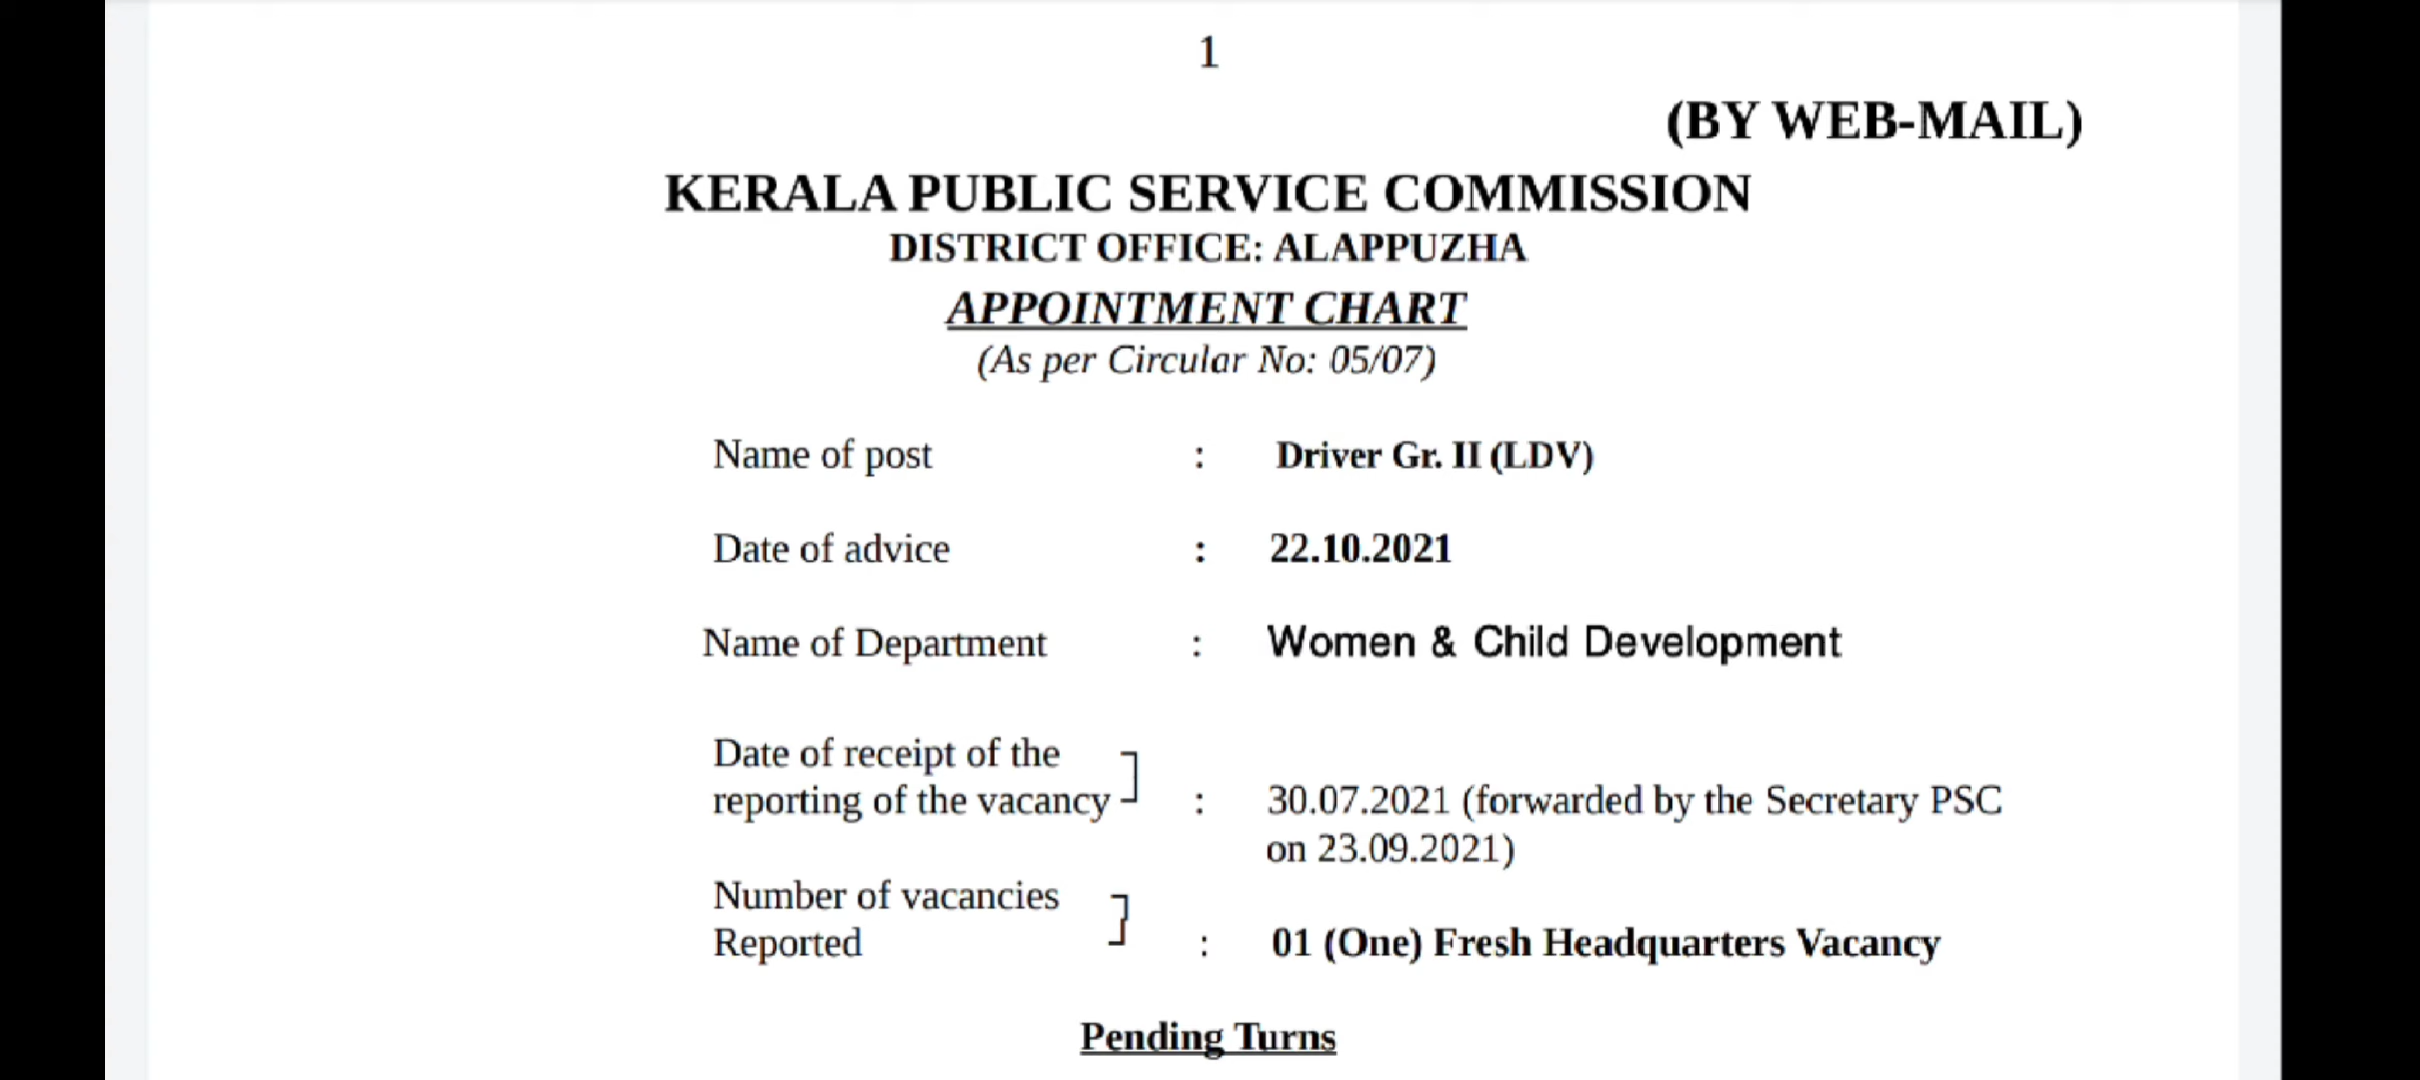 1
(BY WEB-MAIL)
KERALA PUBLIC SERVICE COMMISSION
DISTRICT OFFICE: ALAPPUZHA
APPOINTMENT CHART
(As per Circular No: 05/07)
Name of post : Driver Gr. II (LDV)
Date of advice : 22.10.2021
Name of Department : Women & Child Development
Date of receipt of the
reporting of the vacancy : 30.07.2021 (forwarded by the Secretary PSC
on 23.09.2021)
Number of vacancies
Reported : 01 (One) Fresh Headquarters Vacancy
Pending Turns